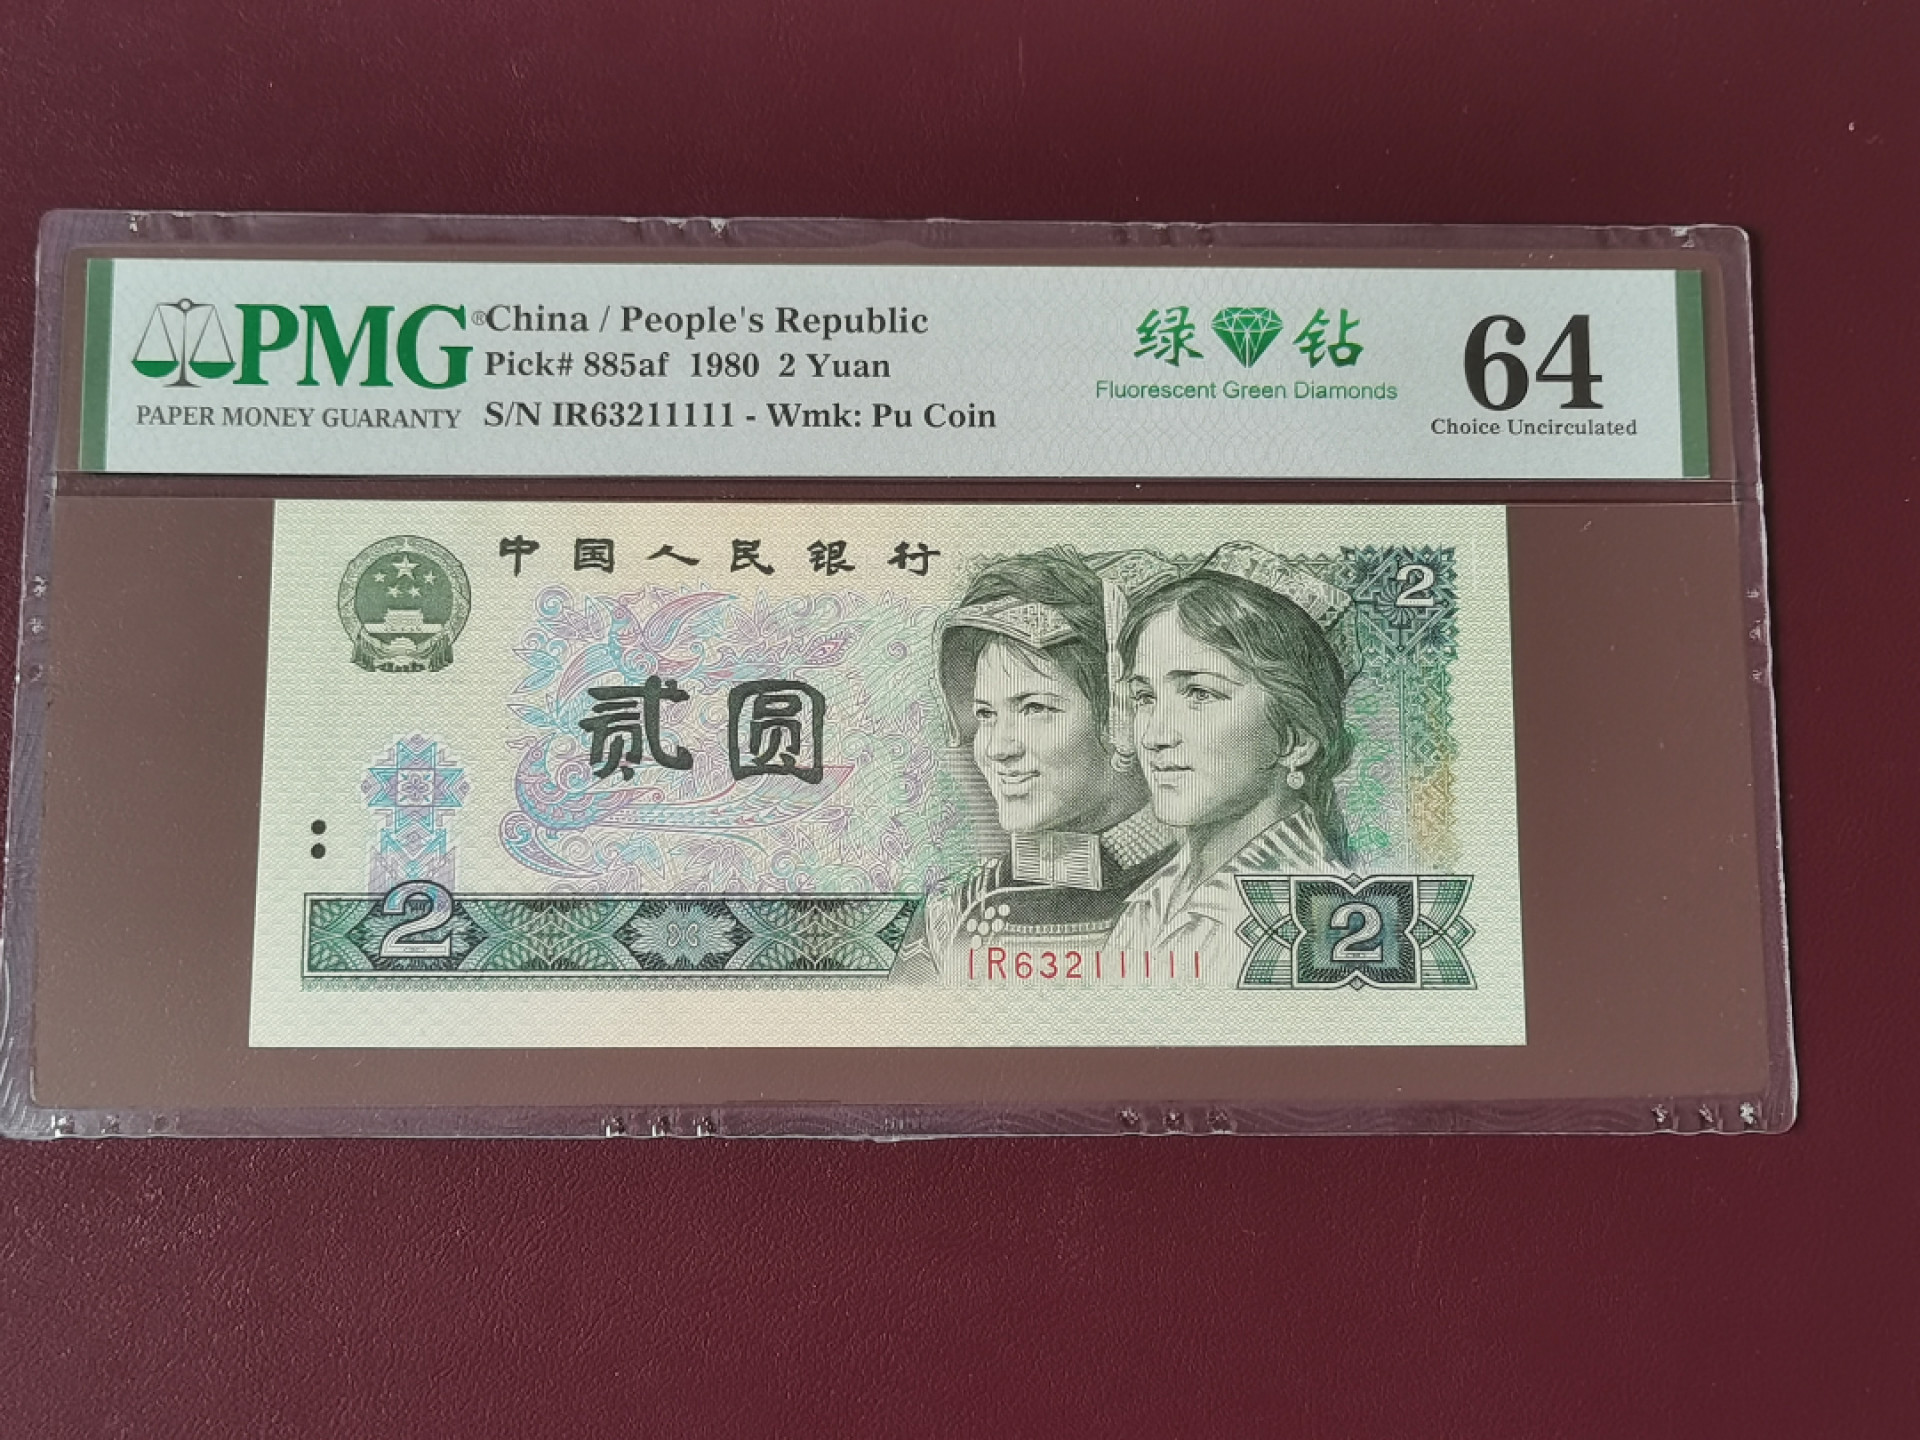 PMG®
PAPER MONEY GUARANTY
China / People's Republic
Pick# 885af 1980 2 Yuan
S/N IR63211111 - Wmk: Pu Coin
绿 钻
Fluorescent Green Diamonds
64
Choice Uncirculated
中国人民银行
2
贰圆
2
IR63211111
2